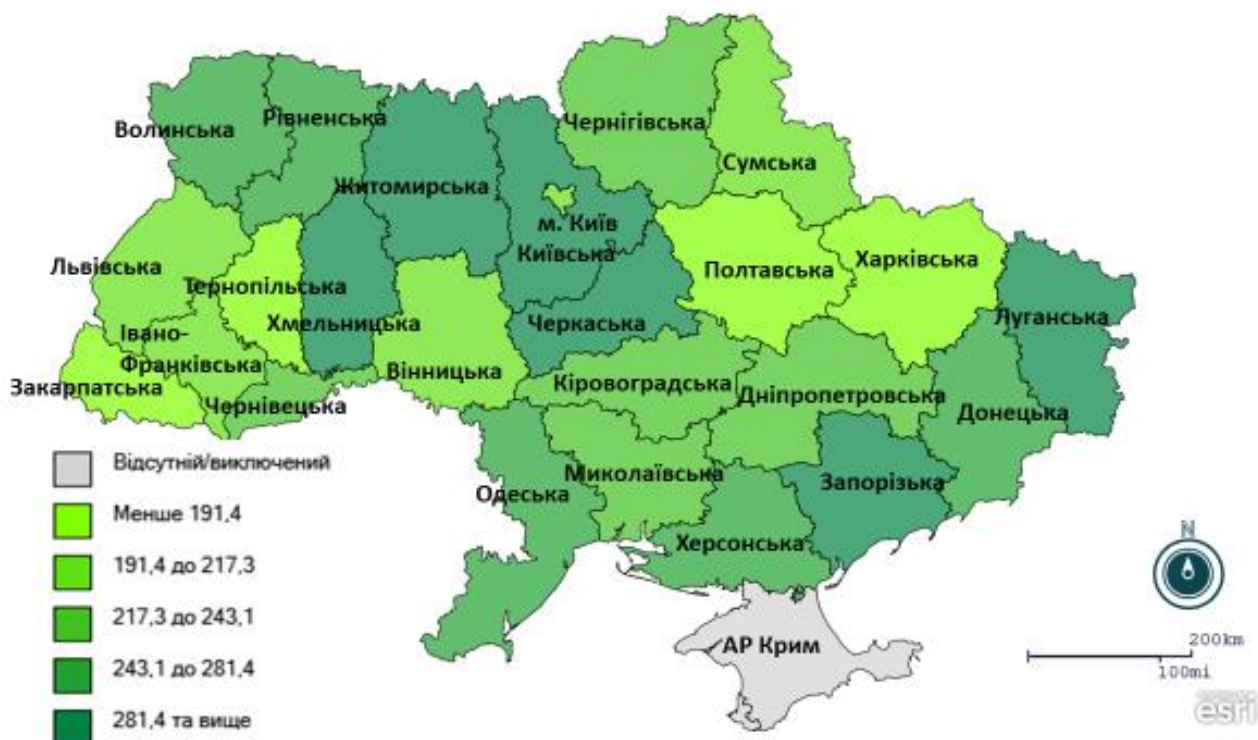 Волинська
Рівненська
Житомирська
Чернігівська
Сумська
м. Київ
Київська
Львівська
Тернопільська
Хмельницька
Полтавська
Харківська
Луганська
Черкаська
Івано-
Франківська
Закарпатська
Чернівецька
Вінницька
Кіровоградська
Дніпропетровська
Донецька
Одеська
Миколаївська
Запорізька
Херсонська
АР Крим
Відсутній/виключений
Менше 191,4
191,4 до 217,3
217,3 до 243,1
243,1 до 281,4
281,4 та вище
N
200km
100mi
esri